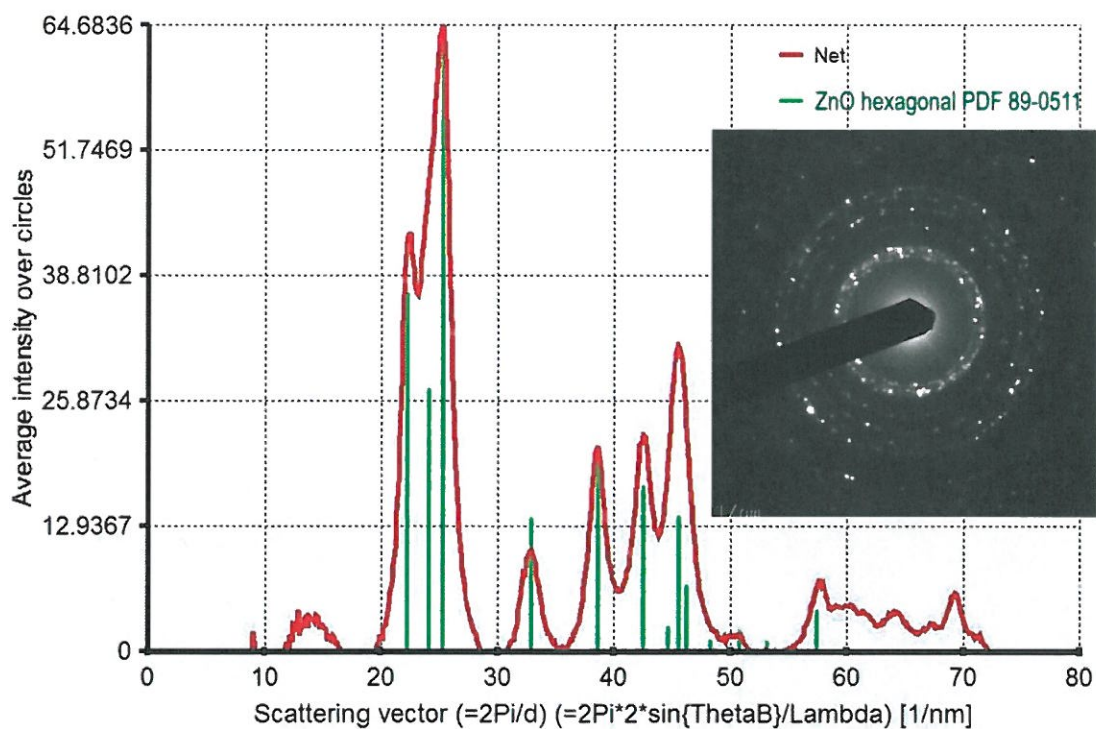 64.6836
51.7469
38.8102
25.8734
12.9367
0
Average intensity over circles
Net
ZnO hexagonal PDF 89-0511
0 10 20 30 40 50 60 70 80
Scattering vector (=2Pi/d) (=2Pi*2*sin{ThetaB}/Lambda) [1/nm]